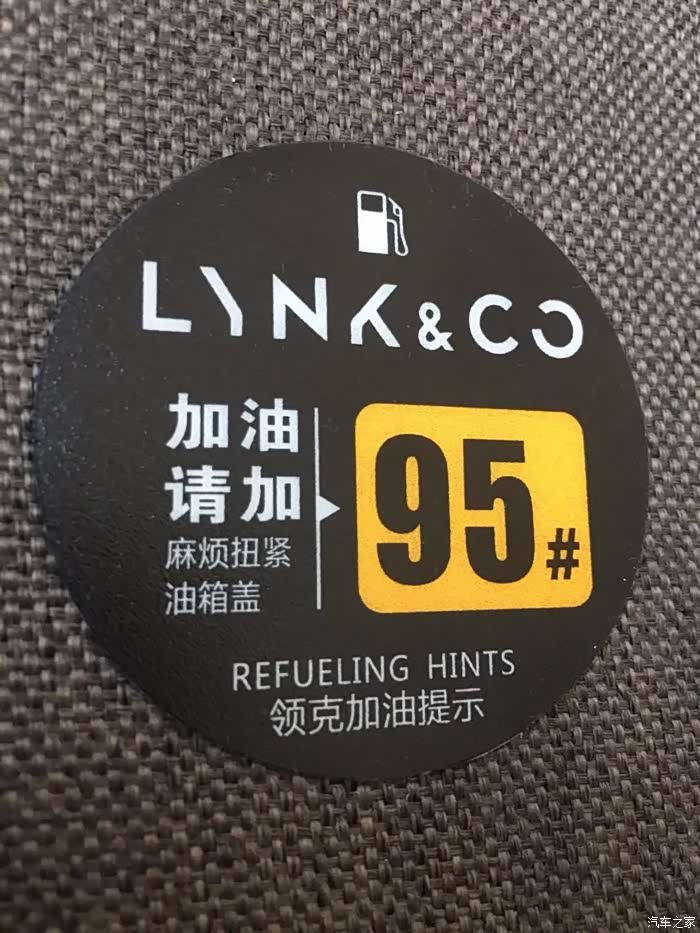 LYNK&CO
加油
请加
麻烦扭紧
油箱盖
95#
REFUELING HINTS
领克加油提示
汽车之家